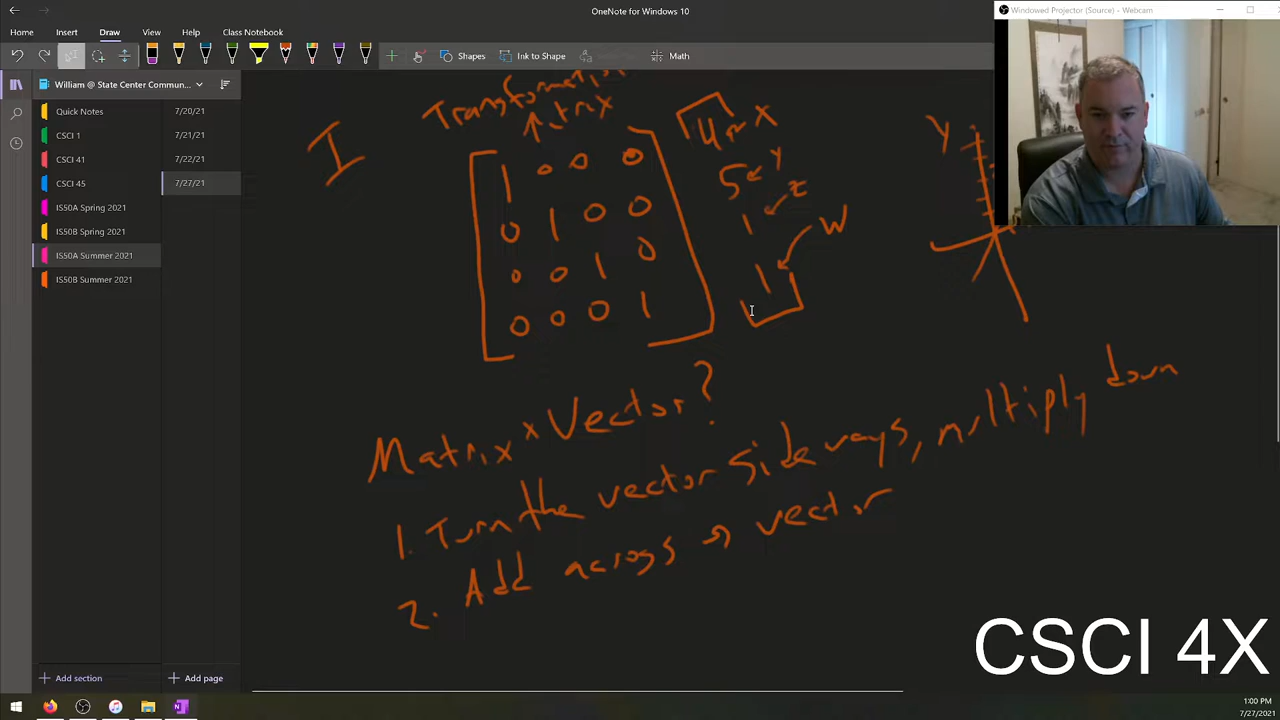 OneNote for Windows 10
Windowed Projector (Source) - Webcam
Home
Insert
Draw
View
Help
Class Notebook
Shapes
Ink to Shape
Math
William @ State Center Commun...
Quick Notes
CSCI 1
CSCI 41
CSCI 45
IS50A Spring 2021
IS50B Spring 2021
IS50A Summer 2021
IS50B Summer 2021
7/20/21
7/21/21
7/22/21
7/27/21
I
1 0 0 0
0 1 0 0
0 0 1 0
0 0 0 1
4 X
5 Y
1 Z
1 W
Y
Matrix x Vector?
1. Turn the vector sideways, multiply down
2. Add across → vector
CSCI 4X
Add section
Add page
1:00 PM
7/27/2021